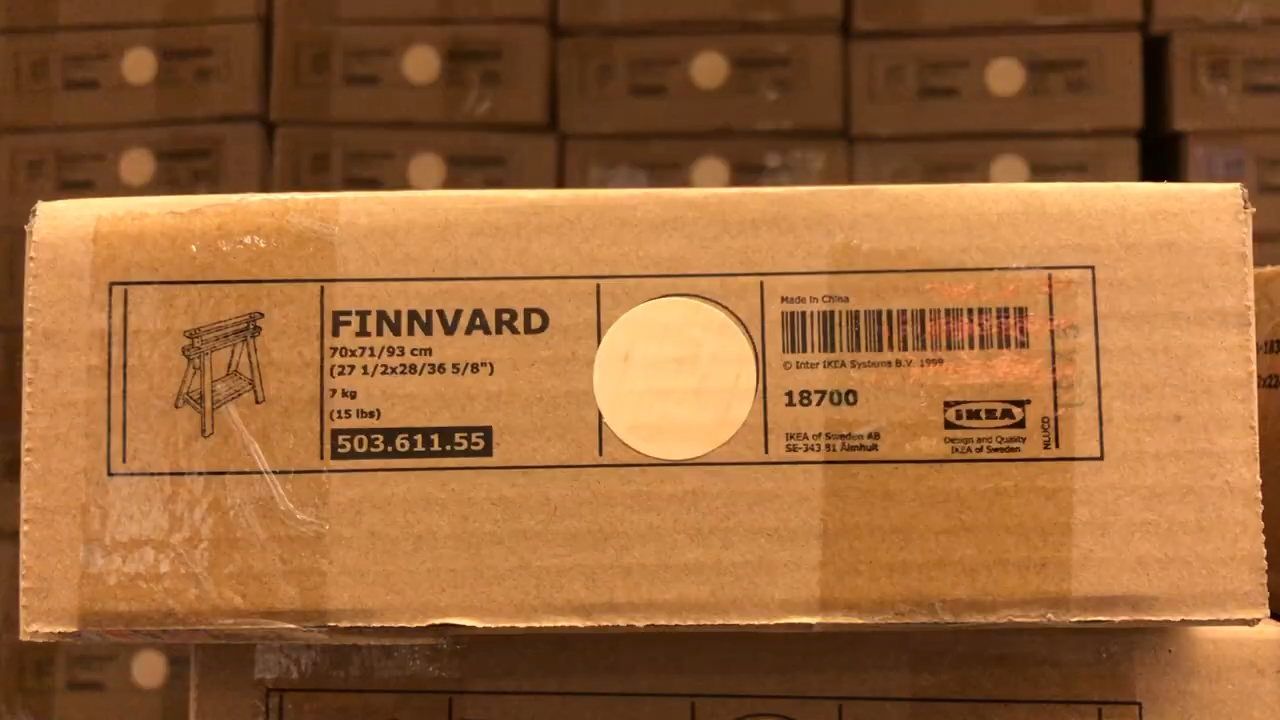 FINNVARD
70x71/93 cm
(27 1/2x28/36 5/8")
7 kg
(15 lbs)
503.611.55
Made in China
© Inter IKEA Systems B.V. 1999
18700
IKEA of Sweden AB
SE-343 81 Älmhult
IKEA
®
Design and Quality
IKEA of Sweden